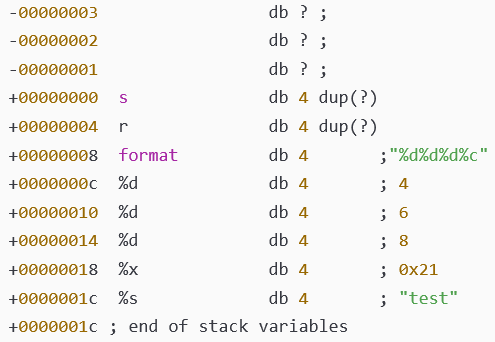 -00000003 db ? ;
-00000002 db ? ;
-00000001 db ? ;
+00000000 s db 4 dup(?)
+00000004 r db 4 dup(?)
+00000008 format db 4 ;"%d%d%d%c"
+0000000c %d db 4 ; 4
+00000010 %d db 4 ; 6
+00000014 %d db 4 ; 8
+00000018 %x db 4 ; 0x21
+0000001c %s db 4 ; "test"
+0000001c ; end of stack variables